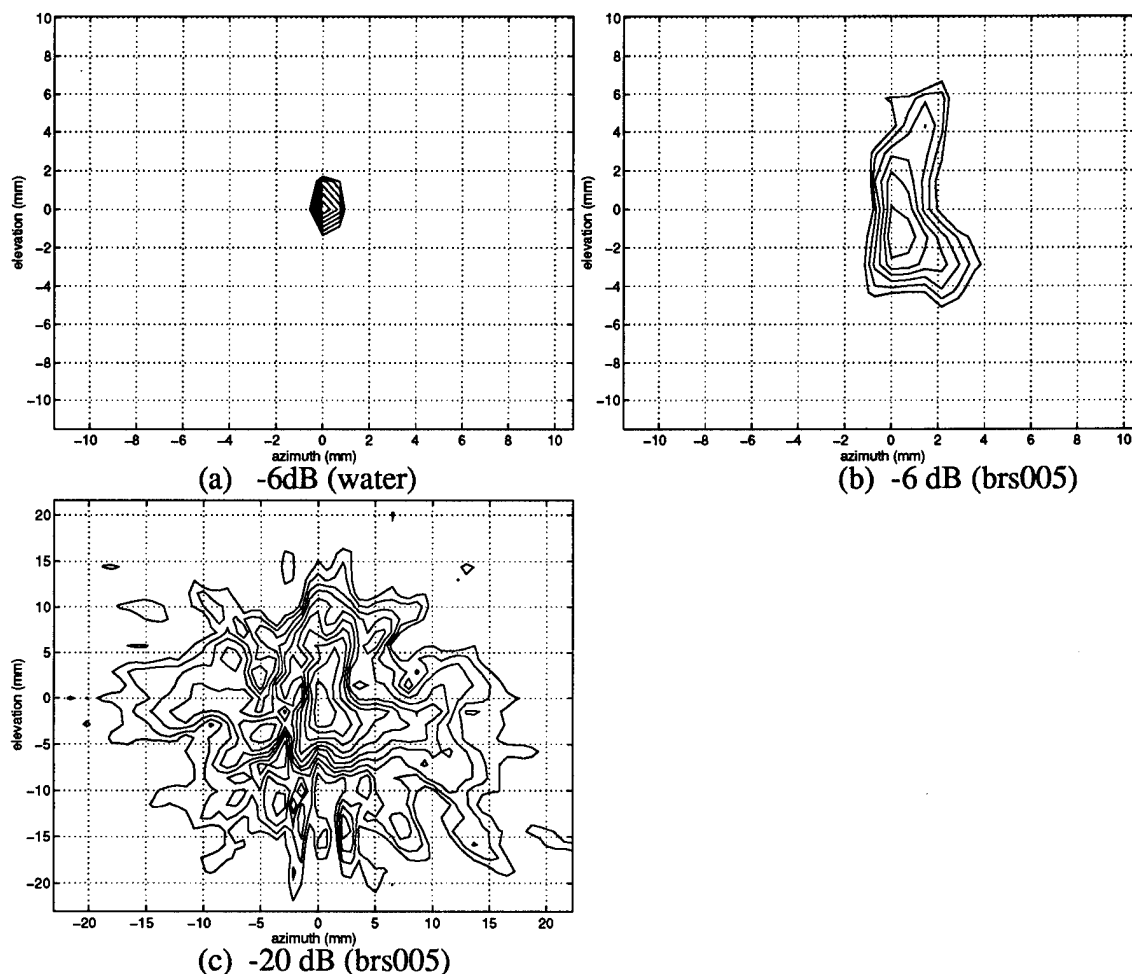 10
8
6
4
2
0
−2
−4
−6
−8
−10
elevation (mm)
−10 −8 −6 −4 −2 0 2 4 6 8 10
azimuth (mm)
(a) -6dB (water)
10
8
6
4
2
0
−2
−4
−6
−8
−10
elevation (mm)
−10 −8 −6 −4 −2 0 2 4 6 8 10
azimuth (mm)
(b) -6 dB (brs005)
20
15
10
5
0
−5
−10
−15
−20
elevation (mm)
−20 −15 −10 −5 0 5 10 15 20
azimuth (mm)
(c) -20 dB (brs005)